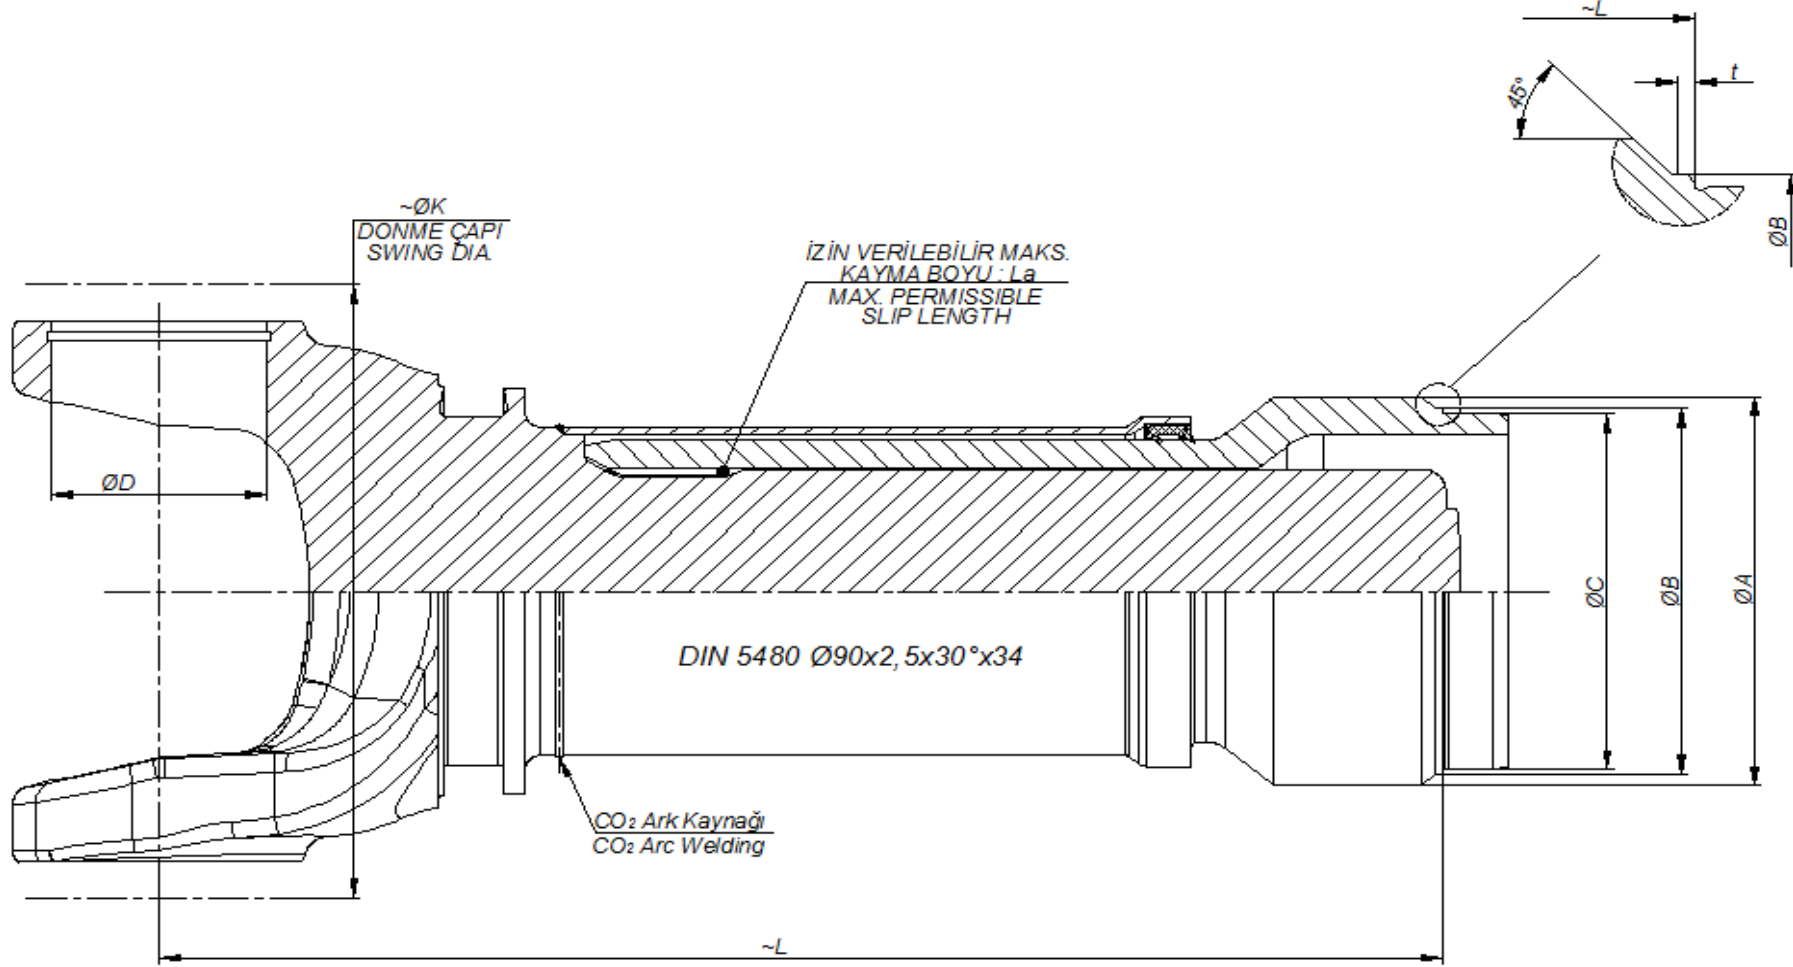 ~L
t
45°
ØB
~ØK
DONME ÇAPI
SWING DIA.
İZİN VERİLEBİLİR MAKS.
KAYMA BOYU : La
MAX. PERMISSIBLE
SLIP LENGTH
ØD
ØC
ØB
ØA
DIN 5480 Ø90x2,5x30°x34
CO₂ Ark Kaynağı
CO₂ Arc Welding
~L